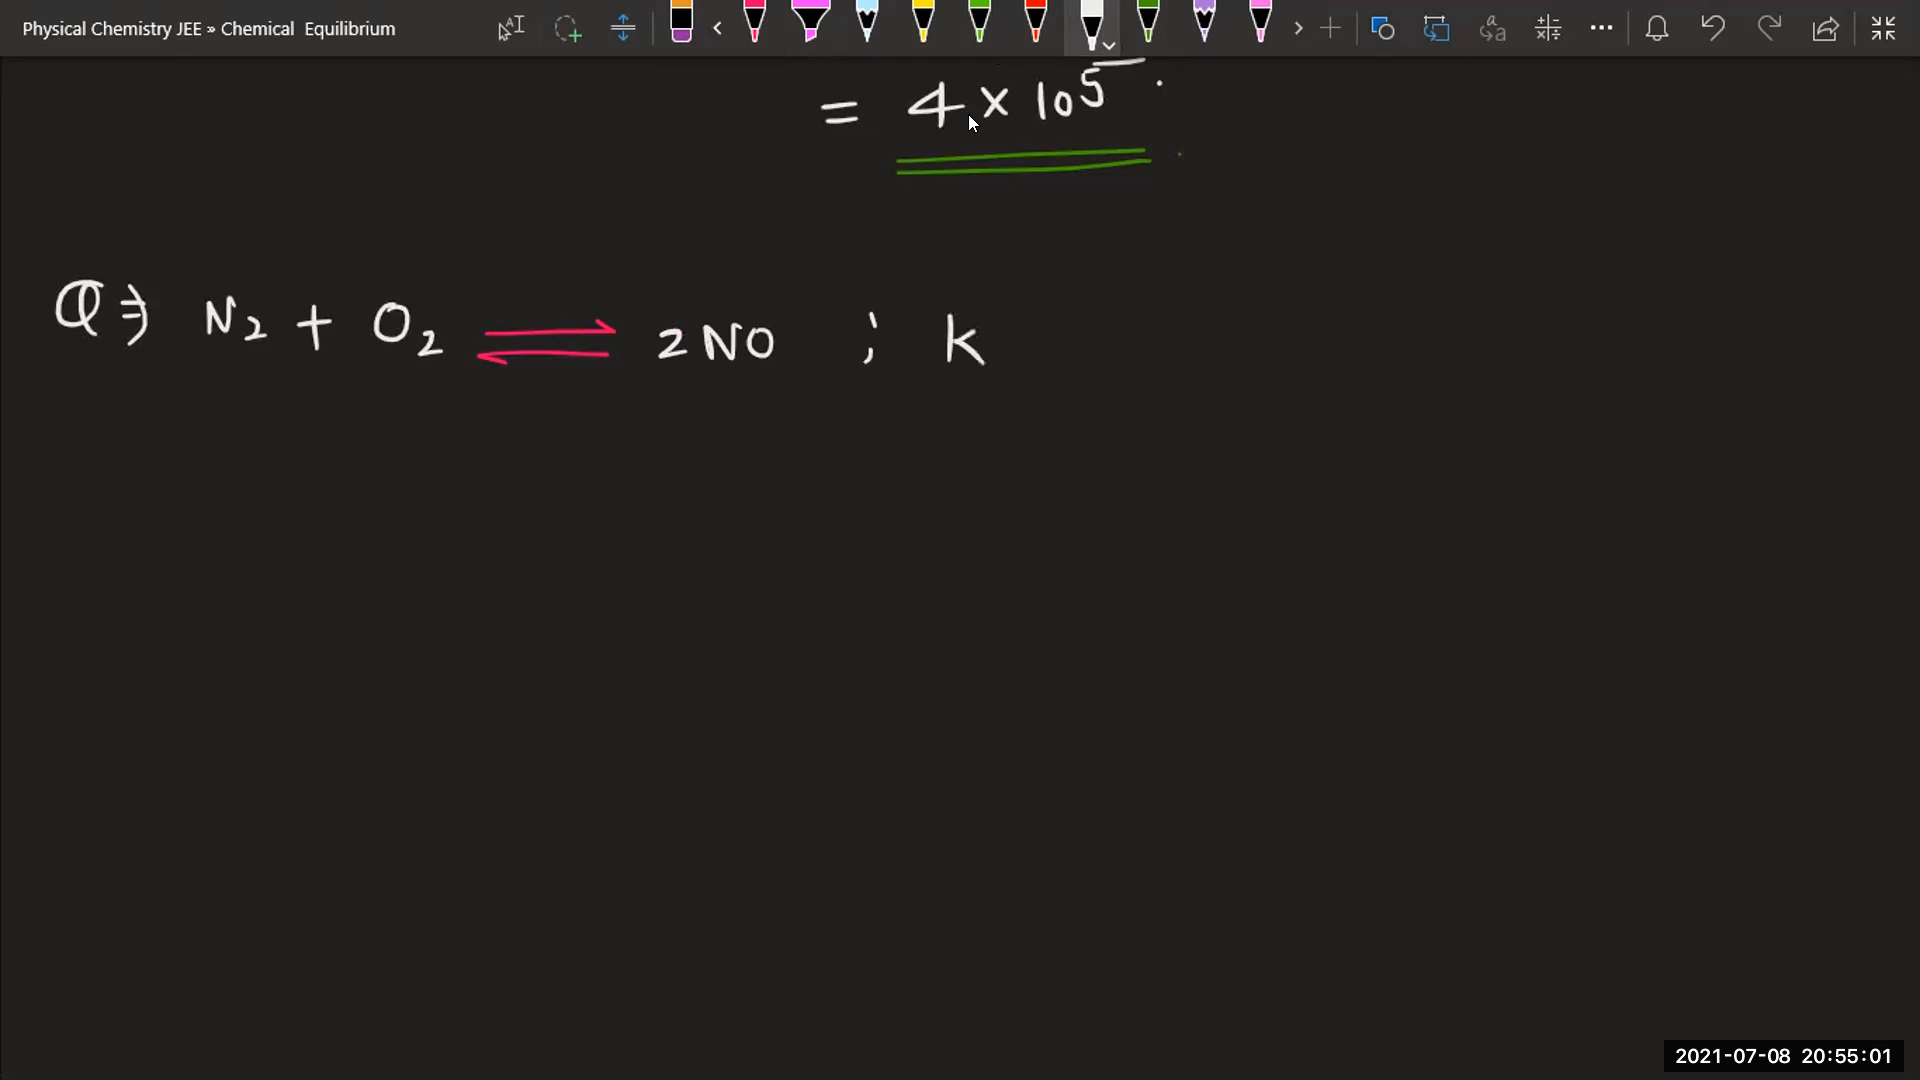 Physical Chemistry JEE » Chemical Equilibrium
= 4 × 10⁵
Q⇒ N₂ + O₂ ⇌ 2NO ; K
2021-07-08 20:55:01